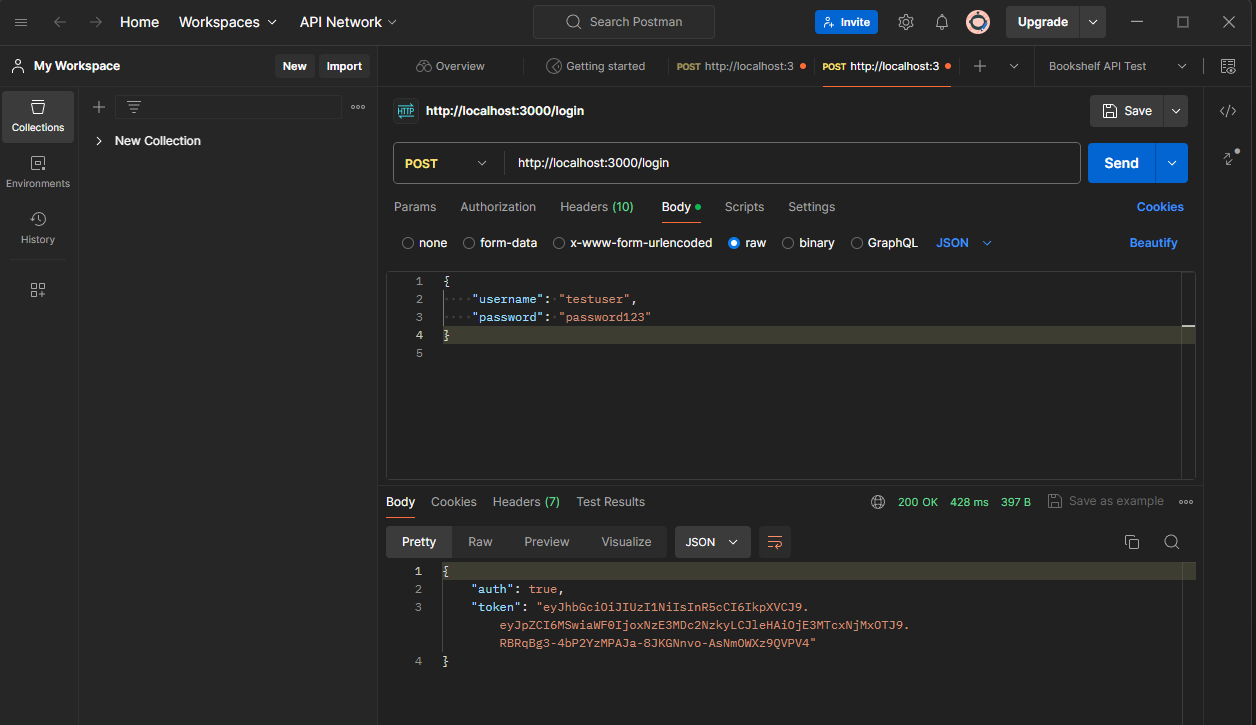 Home Workspaces API Network Search Postman Invite Upgrade
My Workspace New Import Overview Getting started POST http://localhost:3 POST http://localhost:3 Bookshelf API Test
Collections
Environments
History
New Collection
HTTP http://localhost:3000/login Save
POST http://localhost:3000/login Send
Params Authorization Headers (10) Body Scripts Settings Cookies
none form-data x-www-form-urlencoded raw binary GraphQL JSON Beautify
1 {
2 "username": "testuser",
3 "password": "password123"
4 }
5
Body Cookies Headers (7) Test Results 200 OK 428 ms 397 B Save as example
Pretty Raw Preview Visualize JSON
1 {
2 "auth": true,
3 "token": "eyJhbGciOiJIUzI1NiIsInR5cCI6IkpXVCJ9.
eyJpZCI6MSwiaWF0IjoxNzE3MDc2NzkyLCJleHAiOjE3MTcxNjMxOTJ9.
RBRqBg3-4bP2YzMPAJa-8JKGNnvo-AsNmOWXz9QVPV4"
4 }